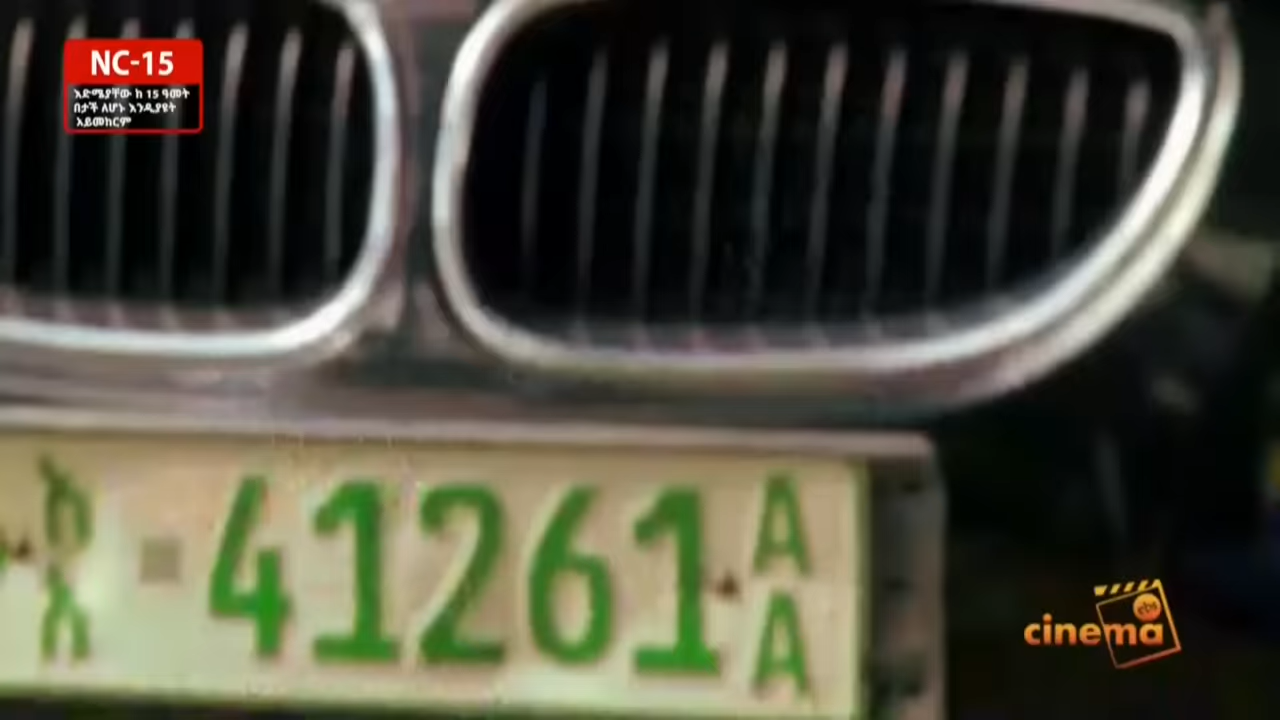 NC-15
እድሜያቸው ከ 15 ዓመት
በታች ለሆኑ እንዲያዩት
አይመከርም
አ
አ
41261
A
A
ebs
cinema